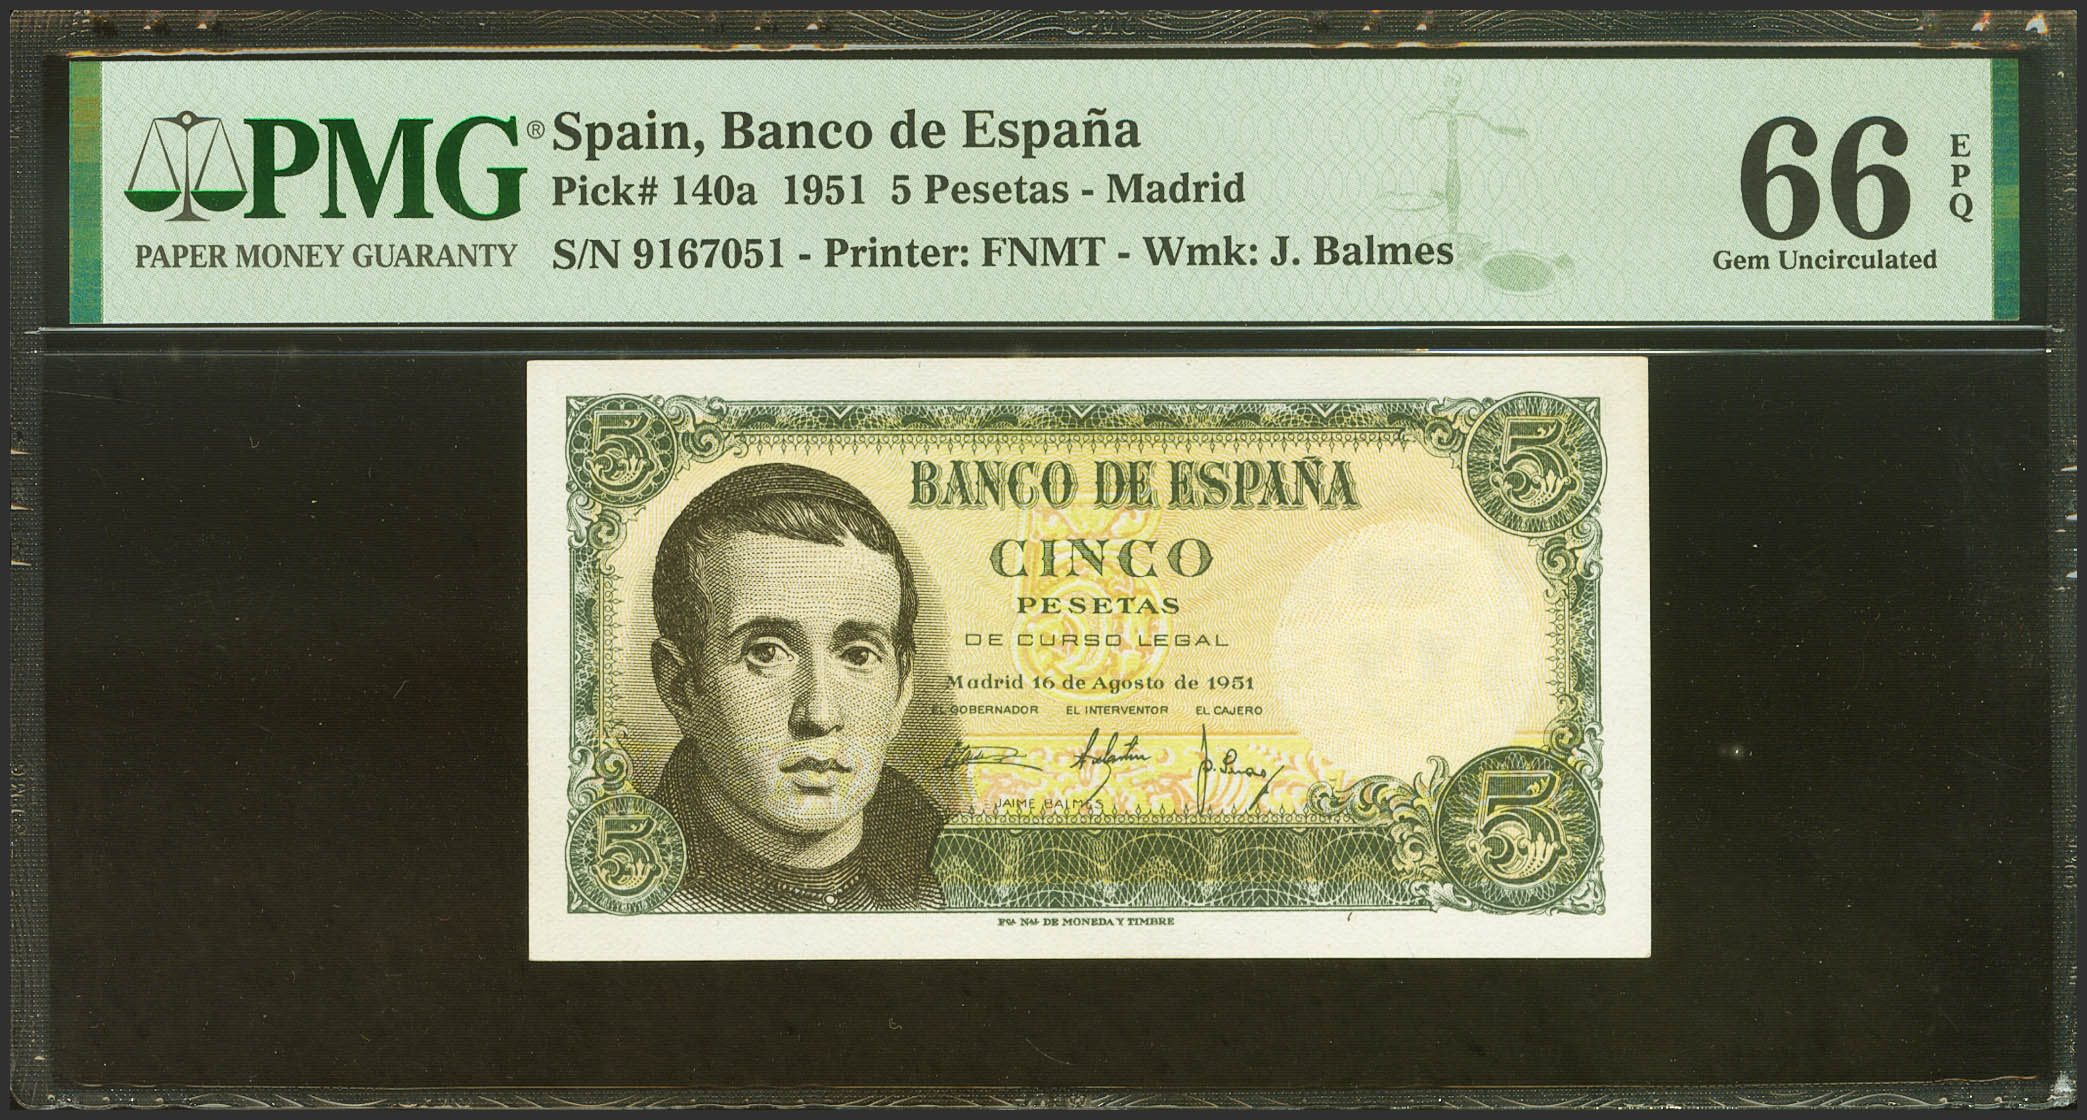 PMG®
PAPER MONEY GUARANTY
Spain, Banco de España
Pick# 140a 1951 5 Pesetas - Madrid
S/N 9167051 - Printer: FNMT - Wmk: J. Balmes
66
EPQ
Gem Uncirculated
5
5
BANCO DE ESPAÑA
CINCO
PESETAS
DE CURSO LEGAL
Madrid 16 de Agosto de 1951
EL GOBERNADOR EL INTERVENTOR EL CAJERO
JAIME BALMES
5
5
Fca. Nal. DE MONEDA Y TIMBRE